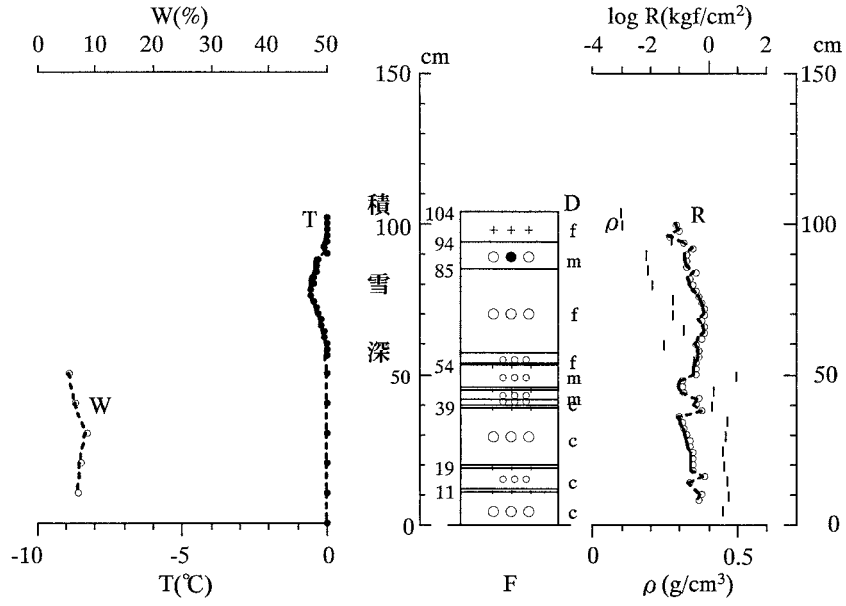 W(%)
0 10 20 30 40 50
log R(kgf/cm²)
-4 -2 0 2
cm
cm
150
150
積
雪
深
T
104
94
85
54
39
19
11
D
f
m
f
f
m
m
c
c
c
c
ρ
R
100
100
50
50
W
0
0
-10 -5 0
T(℃)
F
0 0.5
ρ (g/cm³)